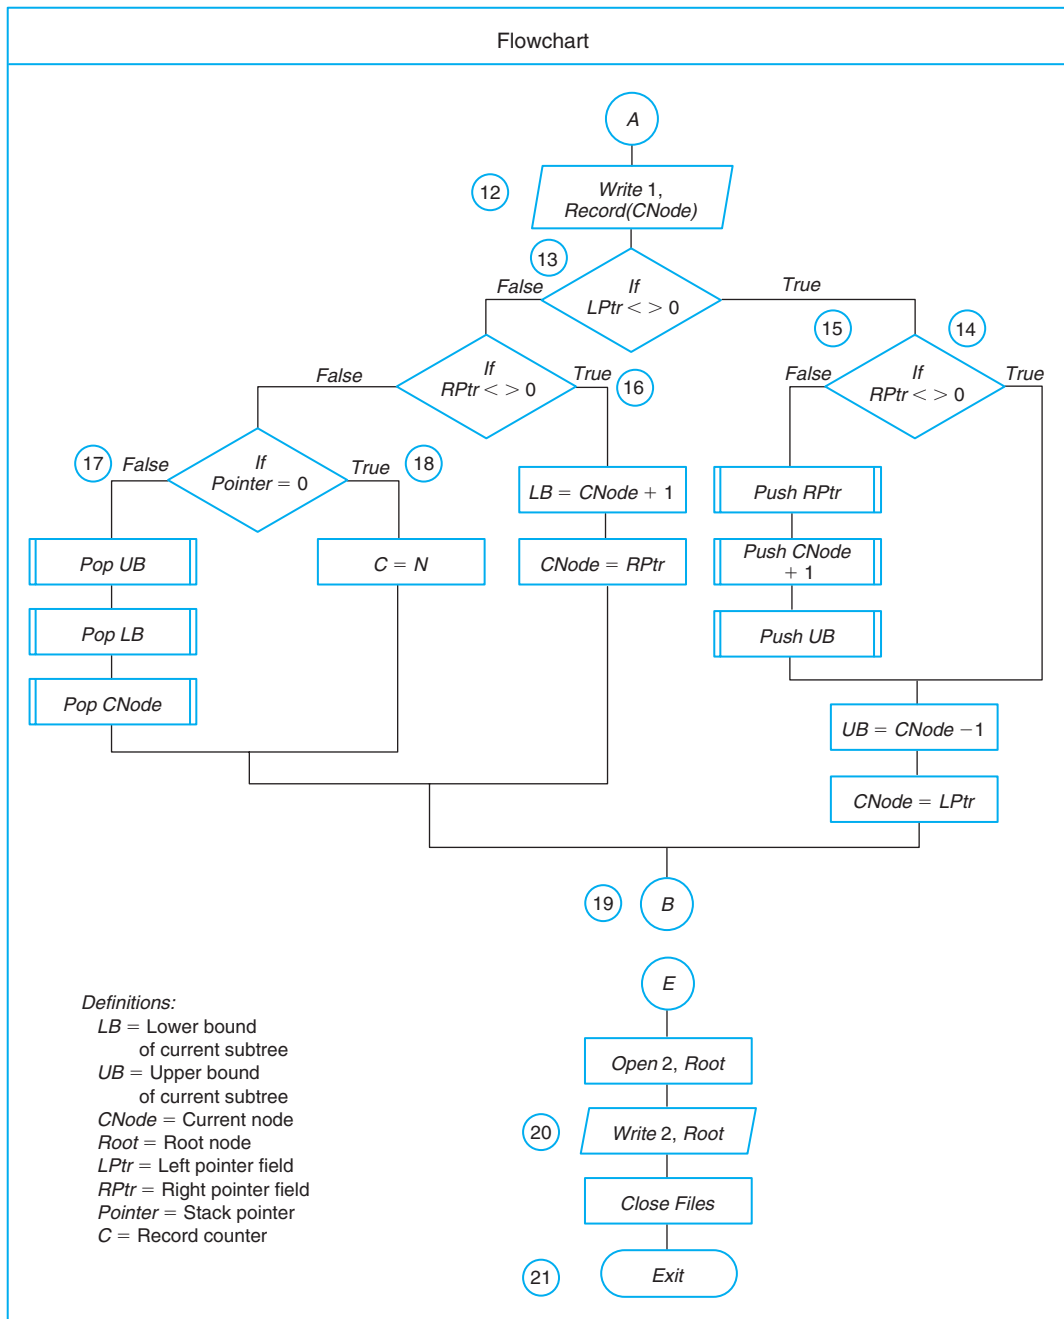 Flowchart
A
12
Write 1,
Record(CNode)
13
False
If
LPtr < > 0
True
15
14
False
If
RPtr < > 0
True
16
False
If
RPtr < > 0
True
17
False
If
Pointer = 0
True
18
LB = CNode + 1
Push RPtr
Pop UB
C = N
CNode = RPtr
Push CNode
+ 1
Pop LB
Push UB
Pop CNode
UB = CNode −1
CNode = LPtr
19
B
E
Definitions:
LB = Lower bound
of current subtree
UB = Upper bound
of current subtree
CNode = Current node
Root = Root node
LPtr = Left pointer field
RPtr = Right pointer field
Pointer = Stack pointer
C = Record counter
Open 2, Root
20
Write 2, Root
Close Files
21
Exit